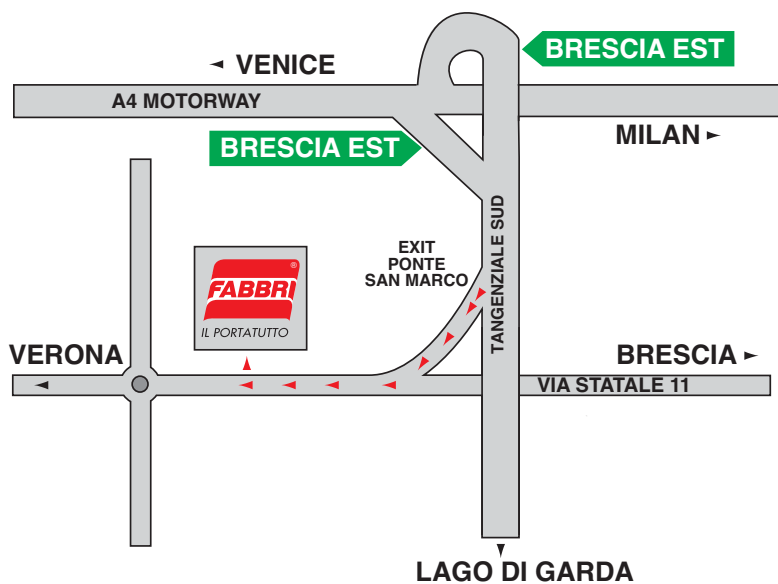 BRESCIA EST
VENICE
A4 MOTORWAY
MILAN
BRESCIA EST
TANGENZIALE SUD
EXIT
PONTE
SAN MARCO
FABBRI
®
IL PORTATUTTO
VERONA
BRESCIA
VIA STATALE 11
LAGO DI GARDA